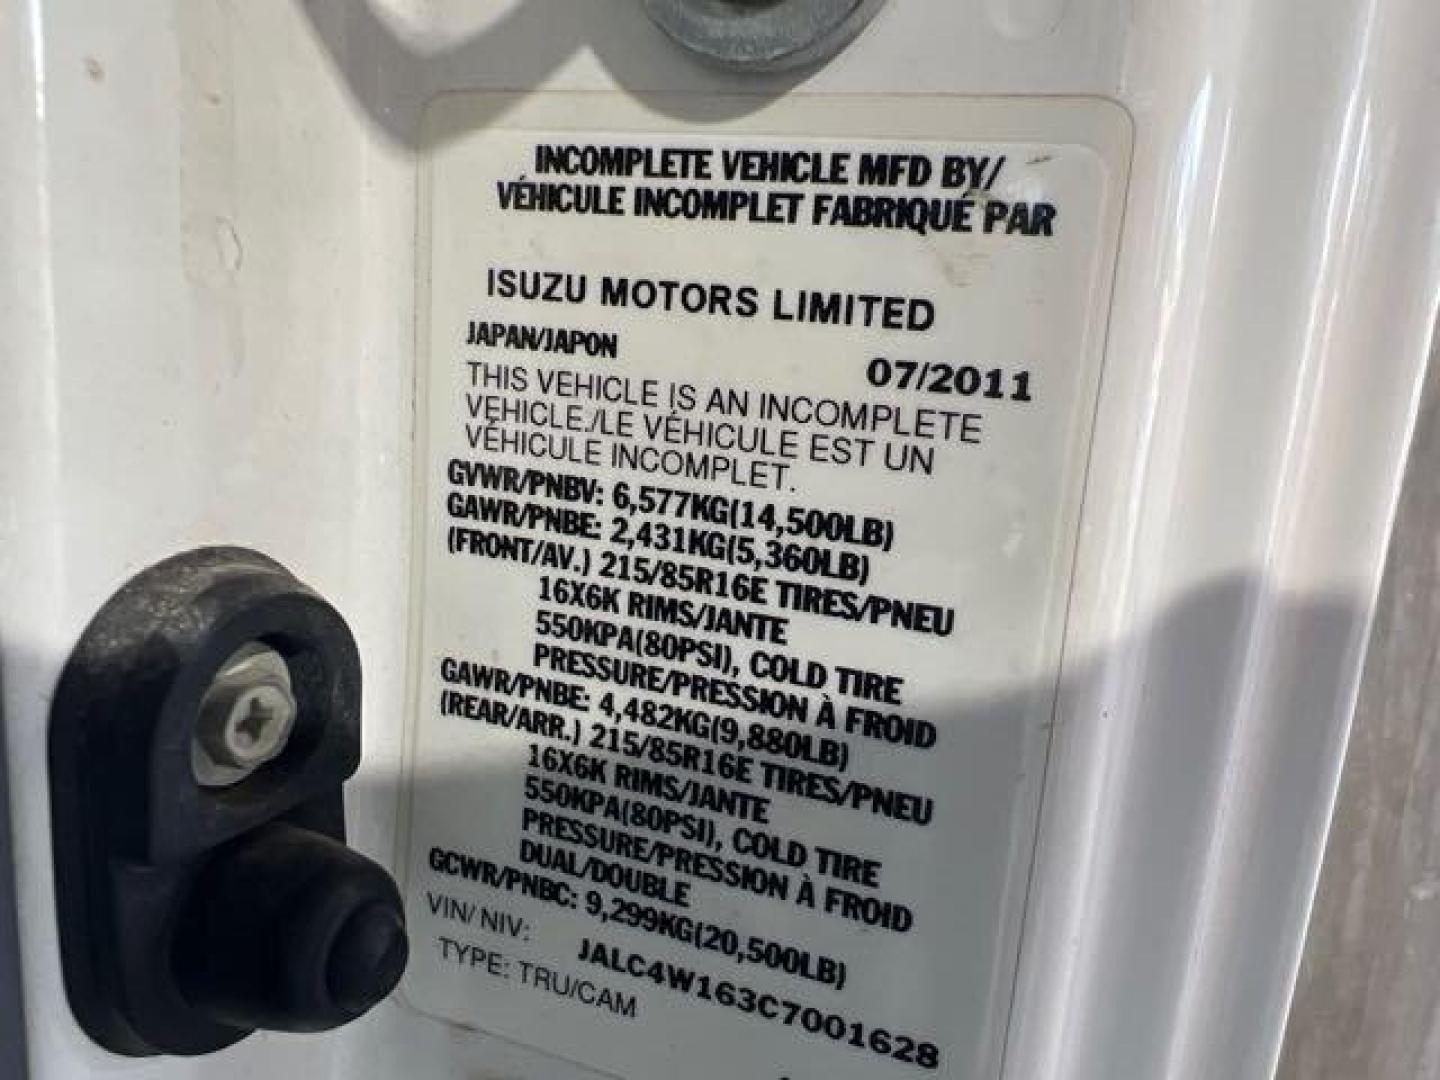 INCOMPLETE VEHICLE MFD BY/
VÉHICULE INCOMPLET FABRIQUÉ PAR
ISUZU MOTORS LIMITED
JAPAN/JAPON
07/2011
THIS VEHICLE IS AN INCOMPLETE
VEHICLE./LE VÉHICULE EST UN
VÉHICULE INCOMPLET.
GVWR/PNBV: 6,577KG(14,500LB)
GAWR/PNBE: 2,431KG(5,360LB)
(FRONT/AV.) 215/85R16E TIRES/PNEU
16X6K RIMS/JANTE
550KPA(80PSI), COLD TIRE
PRESSURE/PRESSION À FROID
GAWR/PNBE: 4,482KG(9,880LB)
(REAR/ARR.) 215/85R16E TIRES/PNEU
16X6K RIMS/JANTE
550KPA(80PSI), COLD TIRE
PRESSURE/PRESSION À FROID
DUAL/DOUBLE
GCWR/PNBC: 9,299KG(20,500LB)
VIN/NIV: JALC4W163C7001628
TYPE: TRU/CAM